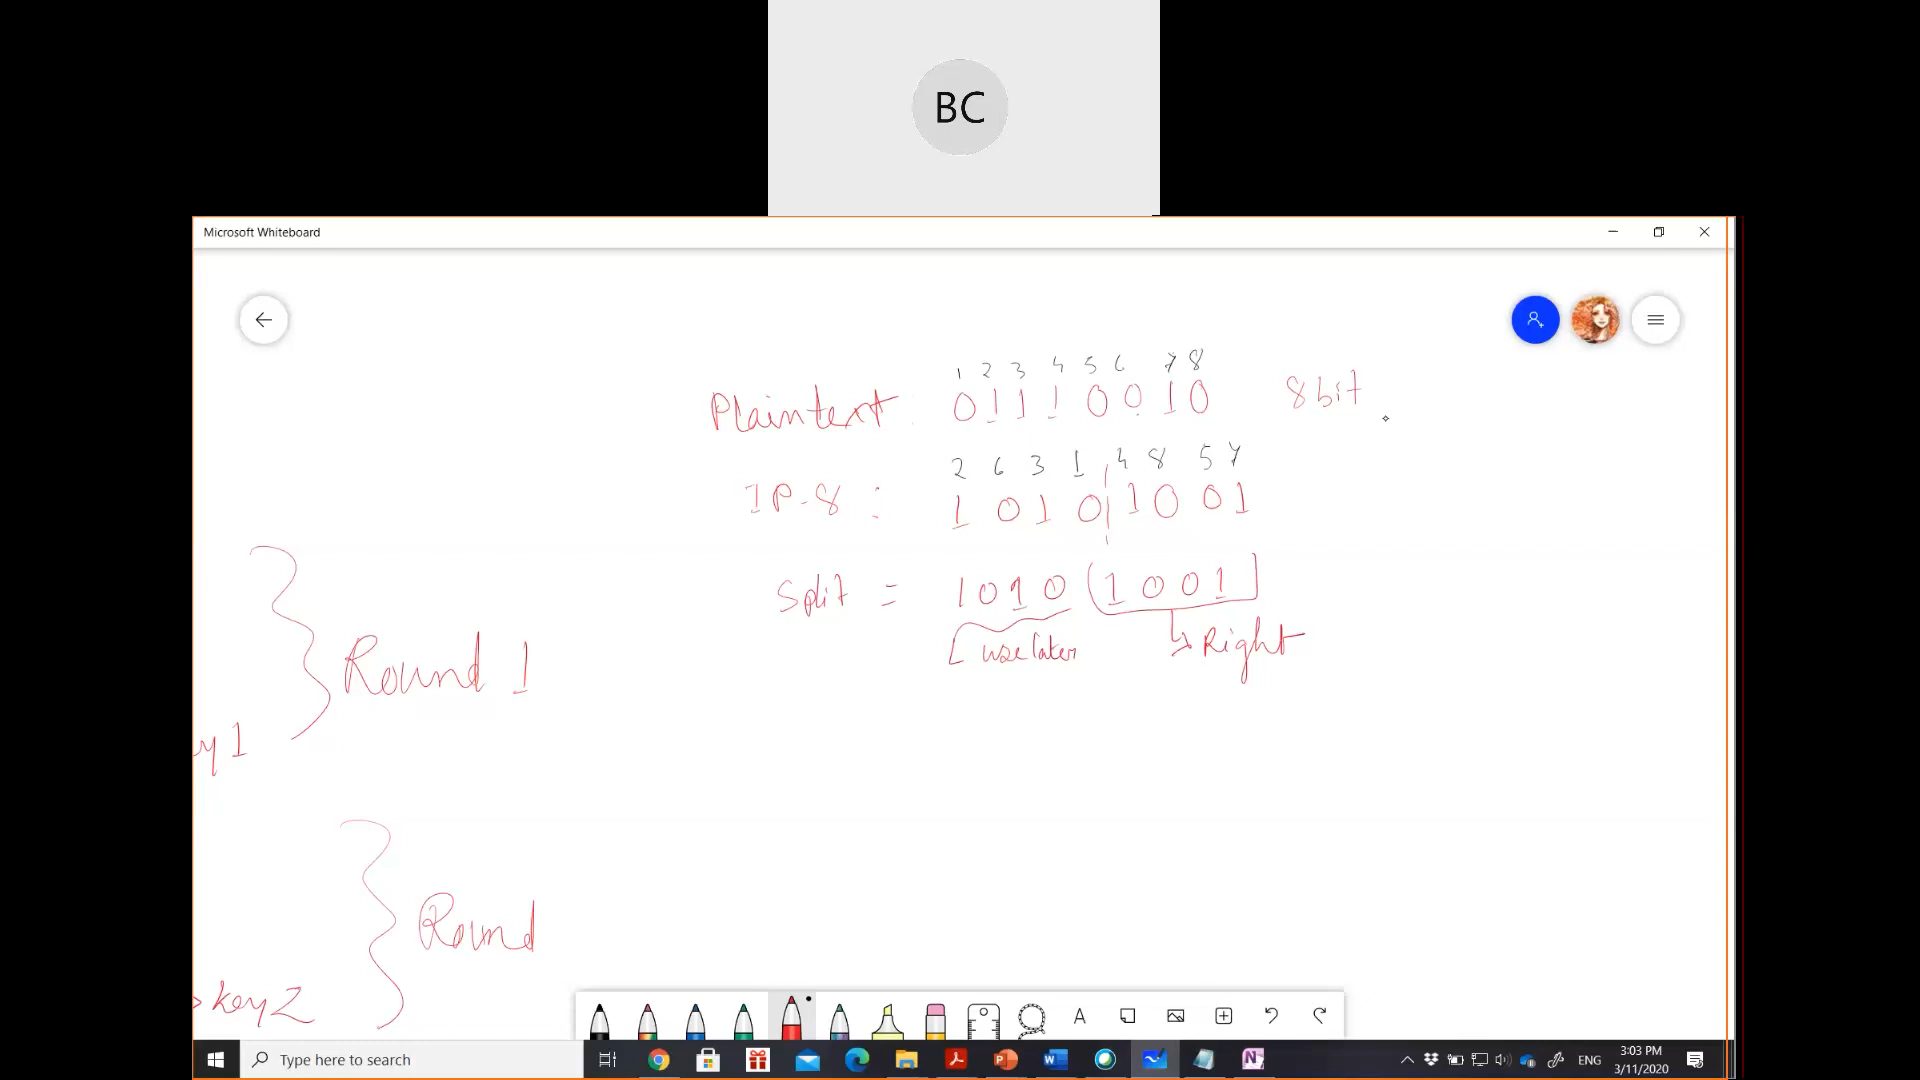 BC
Microsoft Whiteboard
1 2 3 4 5 6 7 8
Plaintext: 0 1 1 1 0 0 1 0 8bit
2 6 3 1 4 8 5 7
IP-8 : 1 0 1 0 1 0 0 1
Split = 1 0 1 0 1 0 0 1
use later Right
Round 1
ey 1
Round
key 2
A
Type here to search
ENG
3:03 PM
3/11/2020